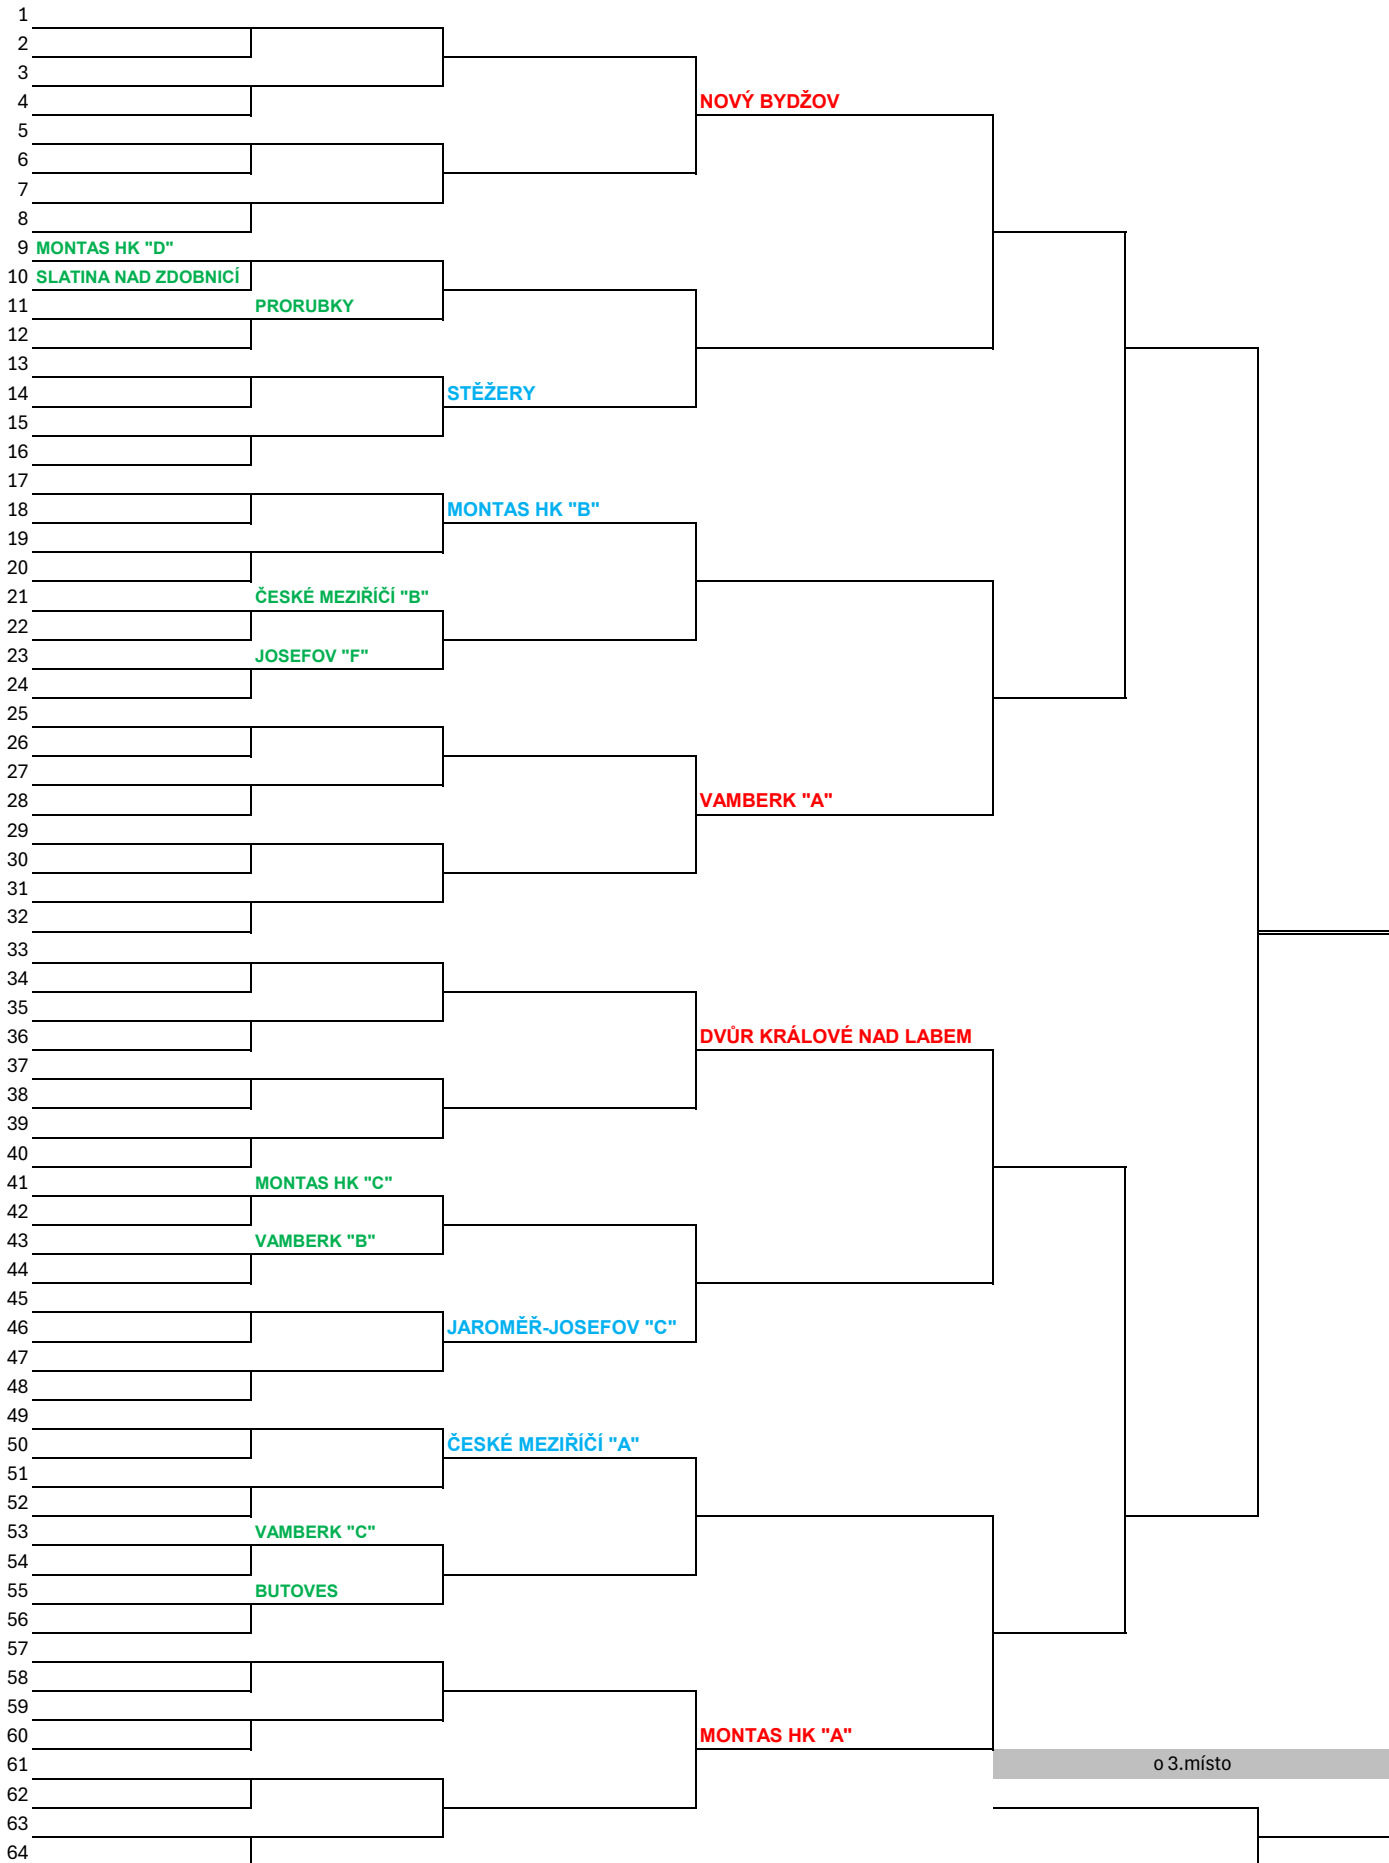 1
2
3
4 NOVÝ BYDŽOV
5
6
7
8
9 MONTAS HK "D"
10 SLATINA NAD ZDOBNICÍ
11 PRORUBKY
12
13
14 STĚŽERY
15
16
17
18 MONTAS HK "B"
19
20
21 ČESKÉ MEZIŘÍČÍ "B"
22
23 JOSEFOV "F"
24
25
26
27
28 VAMBERK "A"
29
30
31
32
33
34
35
36 DVŮR KRÁLOVÉ NAD LABEM
37
38
39
40
41 MONTAS HK "C"
42
43 VAMBERK "B"
44
45
46 JAROMĚŘ-JOSEFOV "C"
47
48
49
50 ČESKÉ MEZIŘÍČÍ "A"
51
52
53 VAMBERK "C"
54
55 BUTOVES
56
57
58
59
60 MONTAS HK "A"
61 o 3.místo
62
63
64